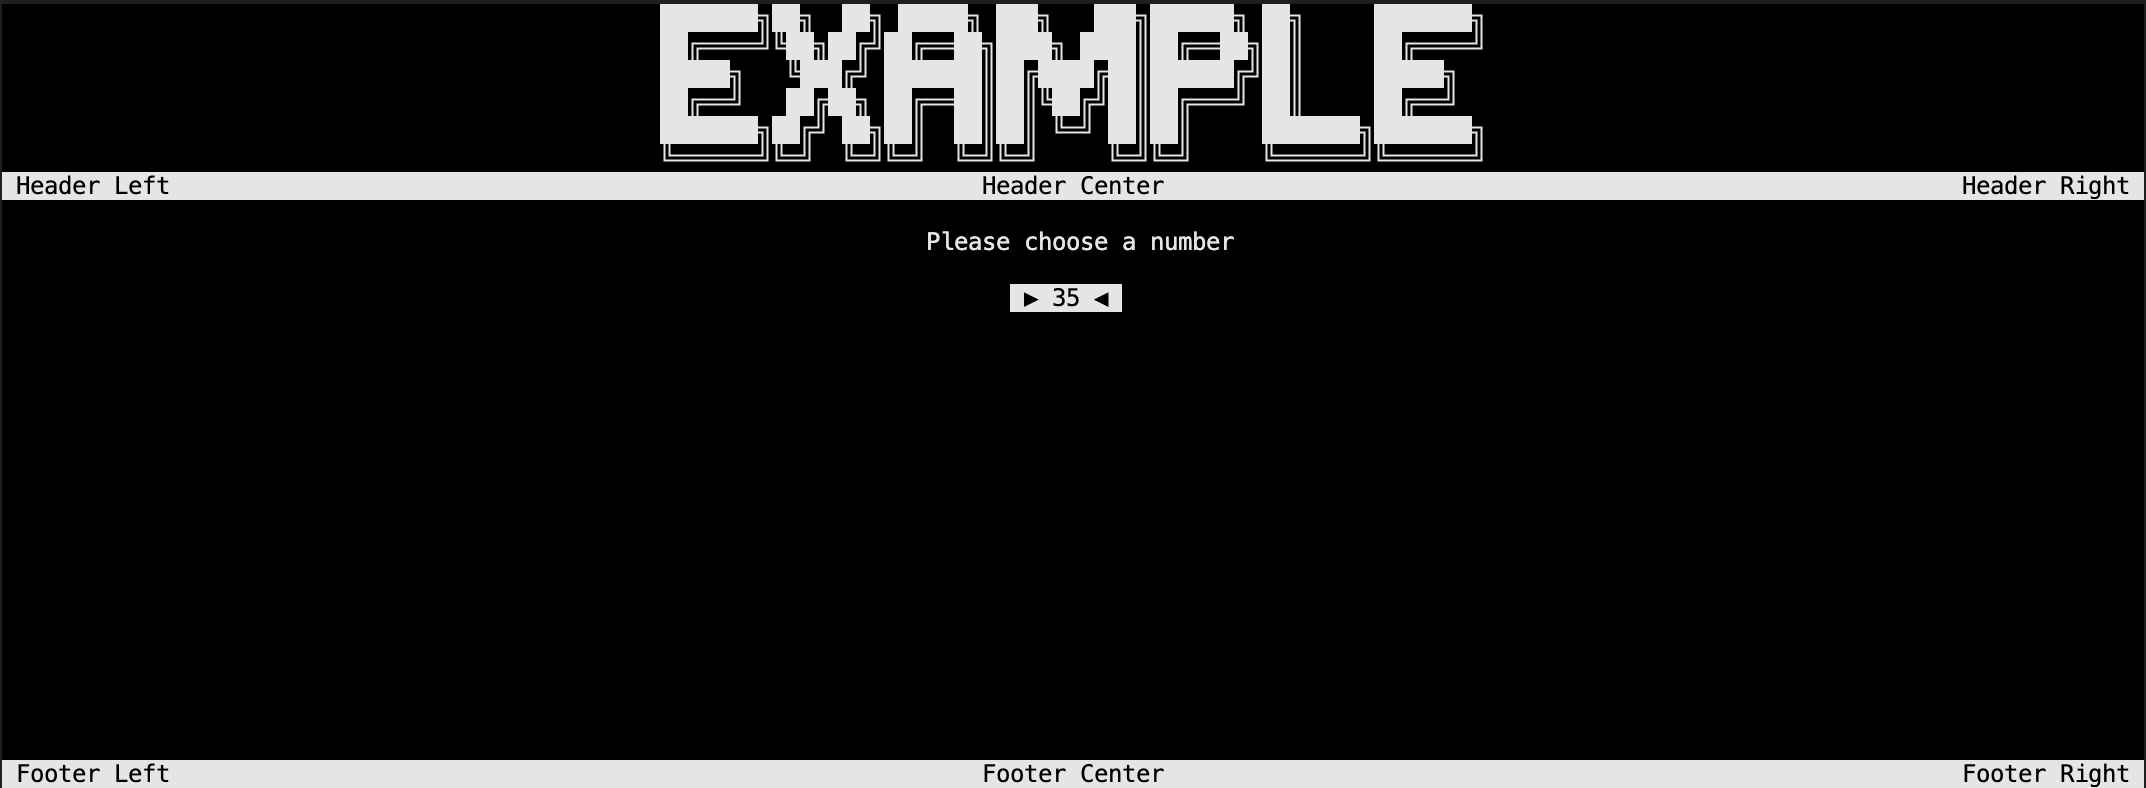 EXAMPLE
Header Left Header Center Header Right
Please choose a number
▶ 35 ◀
Footer Left Footer Center Footer Right